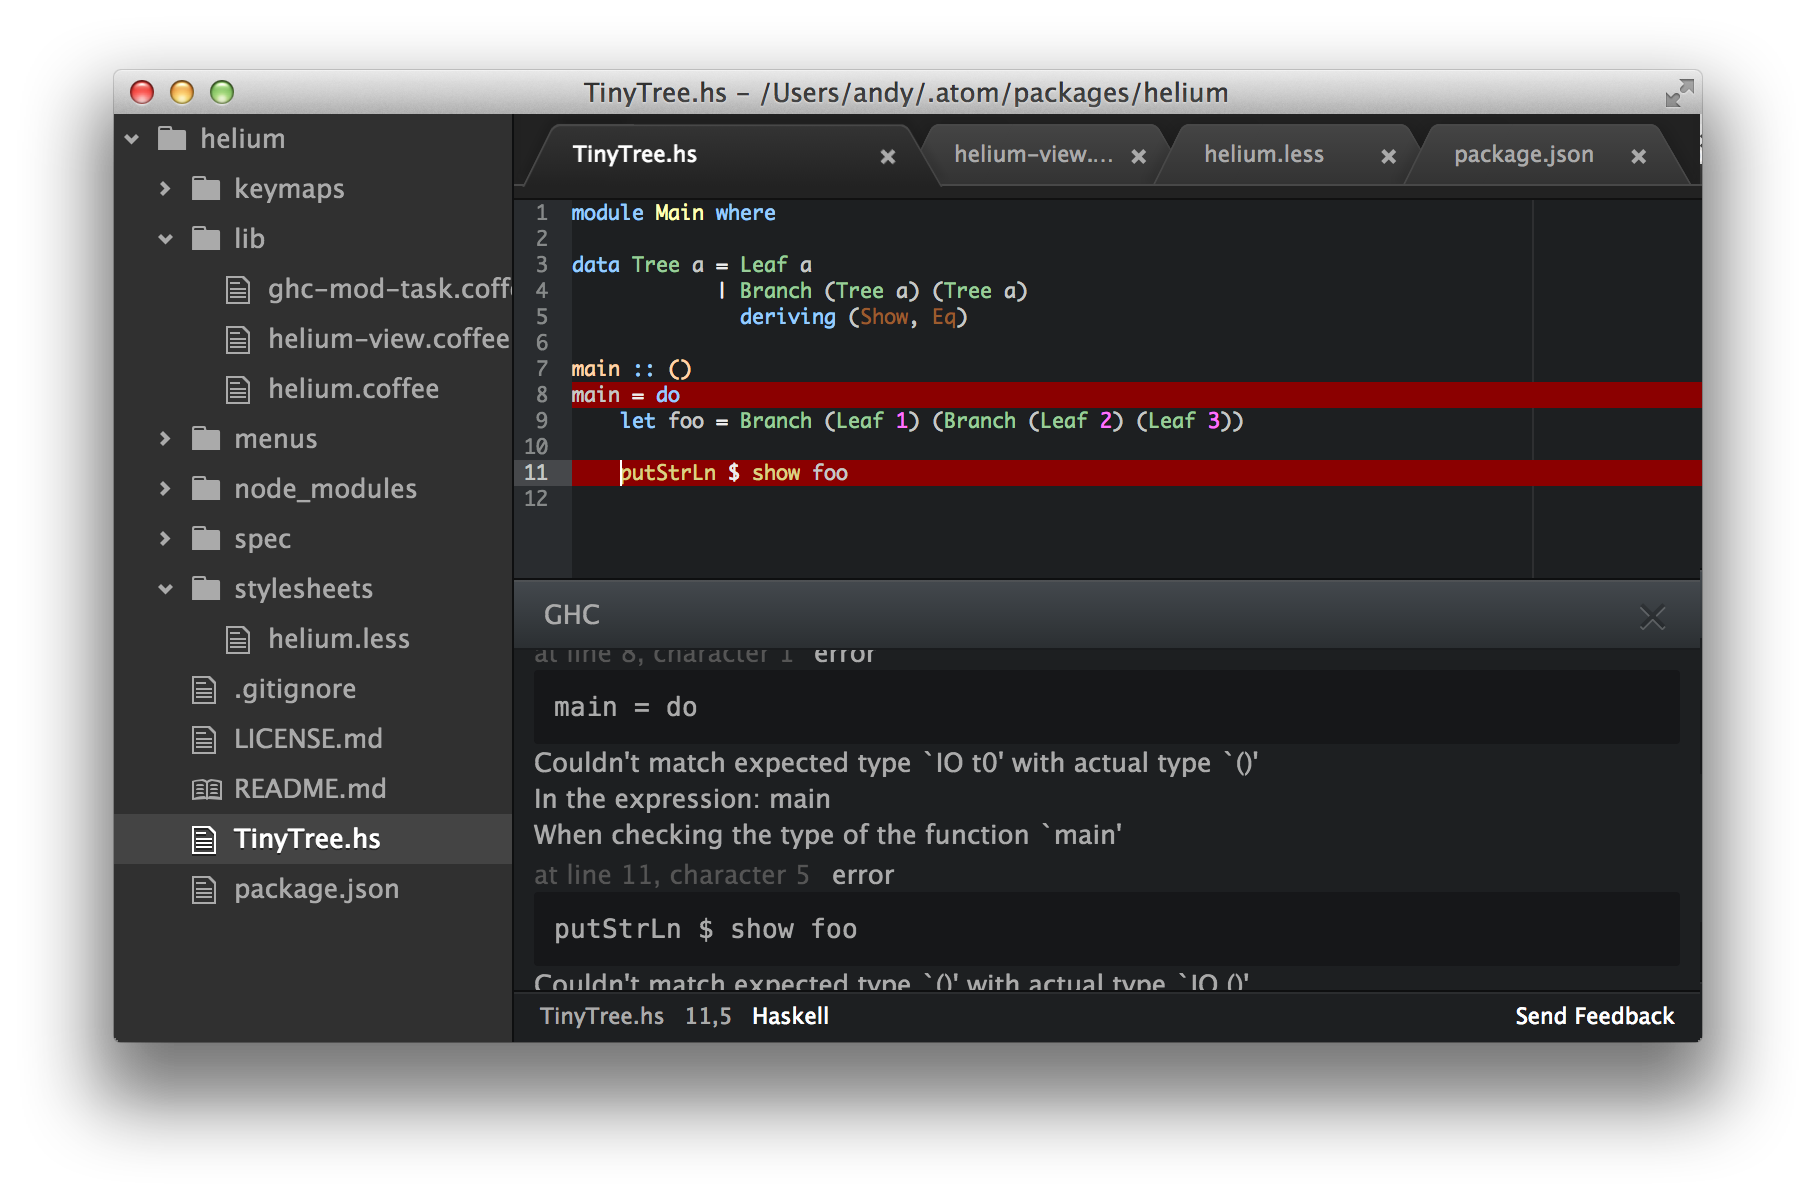 TinyTree.hs – /Users/andy/.atom/packages/helium
helium
keymaps
lib
ghc-mod-task.coff
helium-view.coffee
helium.coffee
menus
node_modules
spec
stylesheets
helium.less
.gitignore
LICENSE.md
README.md
TinyTree.hs
package.json
TinyTree.hs helium-view.... helium.less package.json
1 module Main where
2
3 data Tree a = Leaf a
4 | Branch (Tree a) (Tree a)
5 deriving (Show, Eq)
6
7 main :: ()
8 main = do
9 let foo = Branch (Leaf 1) (Branch (Leaf 2) (Leaf 3))
10
11 putStrLn $ show foo
12
GHC
at line 8, character 1 error
main = do
Couldn't match expected type `IO t0' with actual type `()'
In the expression: main
When checking the type of the function `main'
at line 11, character 5 error
putStrLn $ show foo
Couldn't match expected type `()' with actual type `IO ()'
TinyTree.hs 11,5 Haskell Send Feedback